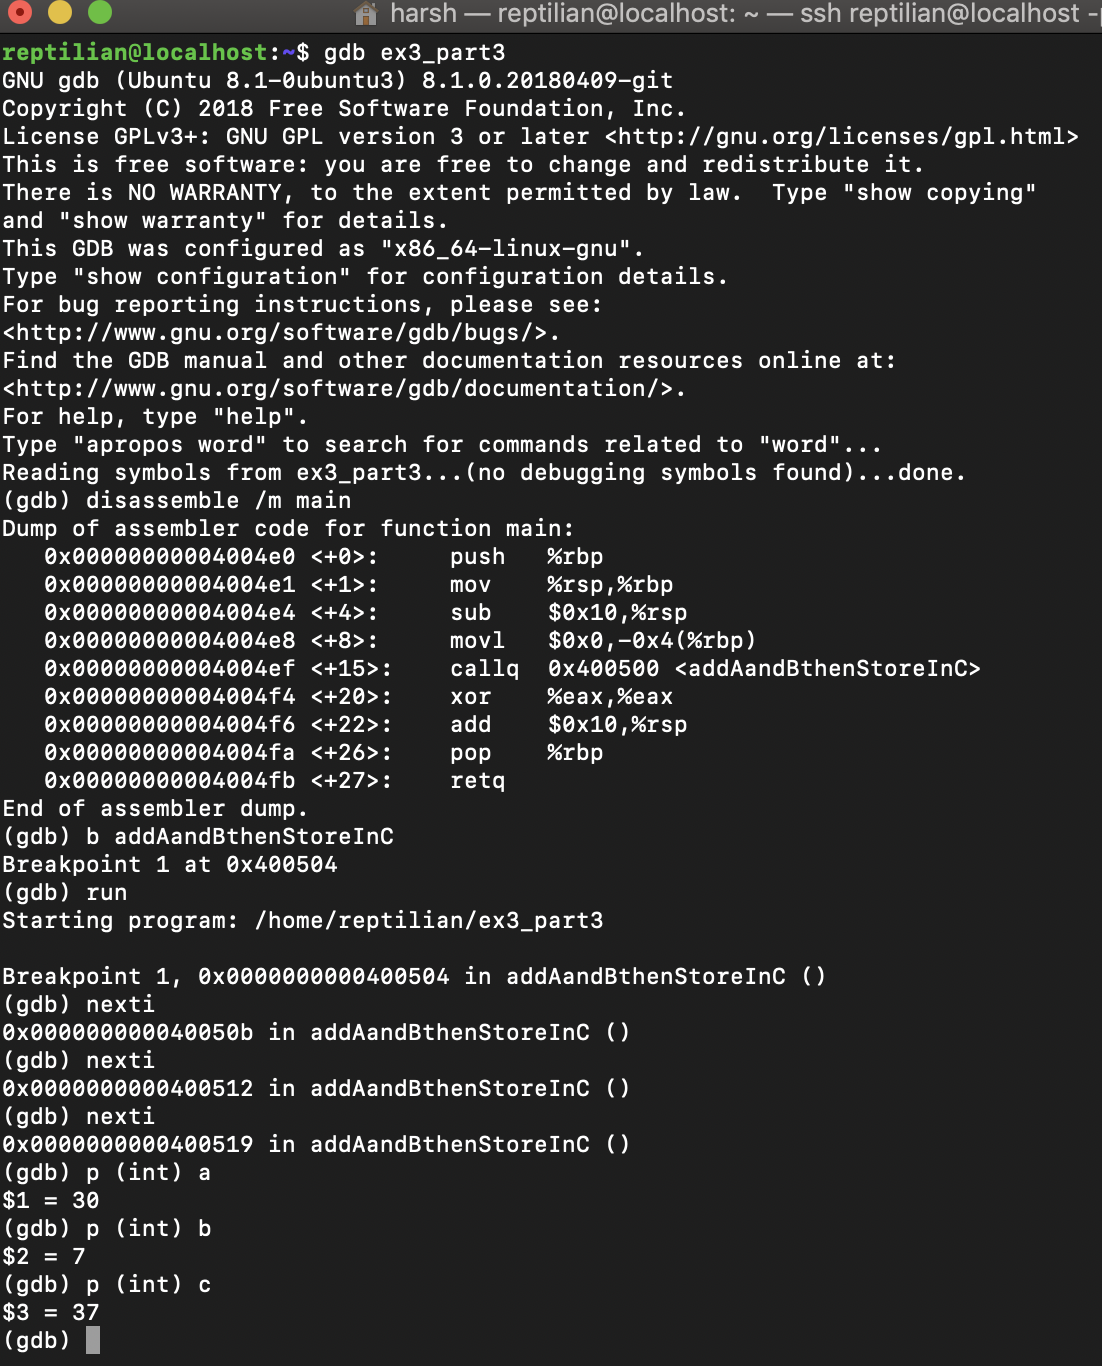 harsh — reptilian@localhost: ~ — ssh reptilian@localhost -
reptilian@localhost:~$ gdb ex3_part3
GNU gdb (Ubuntu 8.1-0ubuntu3) 8.1.0.20180409-git
Copyright (C) 2018 Free Software Foundation, Inc.
License GPLv3+: GNU GPL version 3 or later <http://gnu.org/licenses/gpl.html>
This is free software: you are free to change and redistribute it.
There is NO WARRANTY, to the extent permitted by law.  Type "show copying"
and "show warranty" for details.
This GDB was configured as "x86_64-linux-gnu".
Type "show configuration" for configuration details.
For bug reporting instructions, please see:
<http://www.gnu.org/software/gdb/bugs/>.
Find the GDB manual and other documentation resources online at:
<http://www.gnu.org/software/gdb/documentation/>.
For help, type "help".
Type "apropos word" to search for commands related to "word"...
Reading symbols from ex3_part3...(no debugging symbols found)...done.
(gdb) disassemble /m main
Dump of assembler code for function main:
   0x00000000004004e0 <+0>:     push   %rbp
   0x00000000004004e1 <+1>:     mov    %rsp,%rbp
   0x00000000004004e4 <+4>:     sub    $0x10,%rsp
   0x00000000004004e8 <+8>:     movl   $0x0,-0x4(%rbp)
   0x00000000004004ef <+15>:    callq  0x400500 <addAandBthenStoreInC>
   0x00000000004004f4 <+20>:    xor    %eax,%eax
   0x00000000004004f6 <+22>:    add    $0x10,%rsp
   0x00000000004004fa <+26>:    pop    %rbp
   0x00000000004004fb <+27>:    retq
End of assembler dump.
(gdb) b addAandBthenStoreInC
Breakpoint 1 at 0x400504
(gdb) run
Starting program: /home/reptilian/ex3_part3

Breakpoint 1, 0x0000000000400504 in addAandBthenStoreInC ()
(gdb) nexti
0x000000000040050b in addAandBthenStoreInC ()
(gdb) nexti
0x0000000000400512 in addAandBthenStoreInC ()
(gdb) nexti
0x0000000000400519 in addAandBthenStoreInC ()
(gdb) p (int) a
$1 = 30
(gdb) p (int) b
$2 = 7
(gdb) p (int) c
$3 = 37
(gdb)